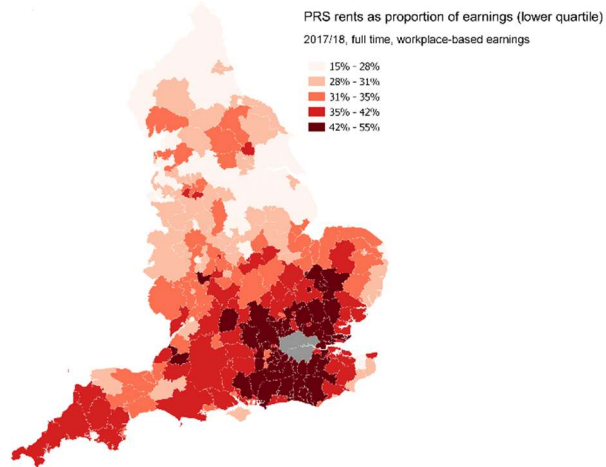 PRS rents as proportion of earnings (lower quartile)
2017/18, full time, workplace-based earnings
15% - 28%
28% - 31%
31% - 35%
35% - 42%
42% - 55%